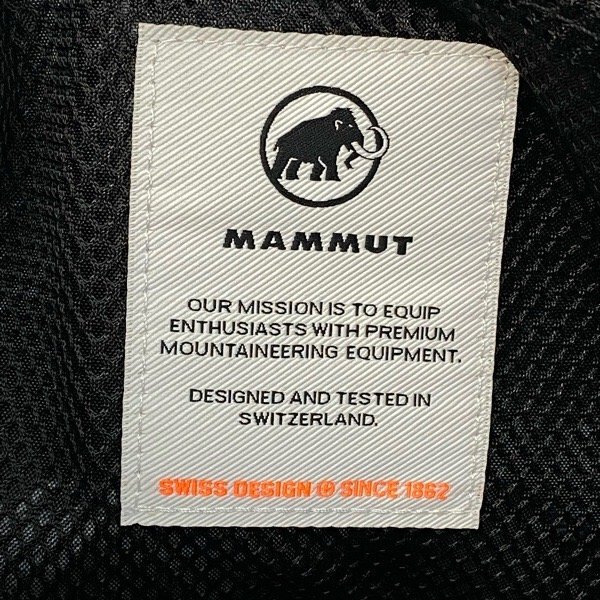 MAMMUT
OUR MISSION IS TO EQUIP
ENTHUSIASTS WITH PREMIUM
MOUNTAINEERING EQUIPMENT.
DESIGNED AND TESTED IN
SWITZERLAND.
SWISS DESIGN SINCE 1862